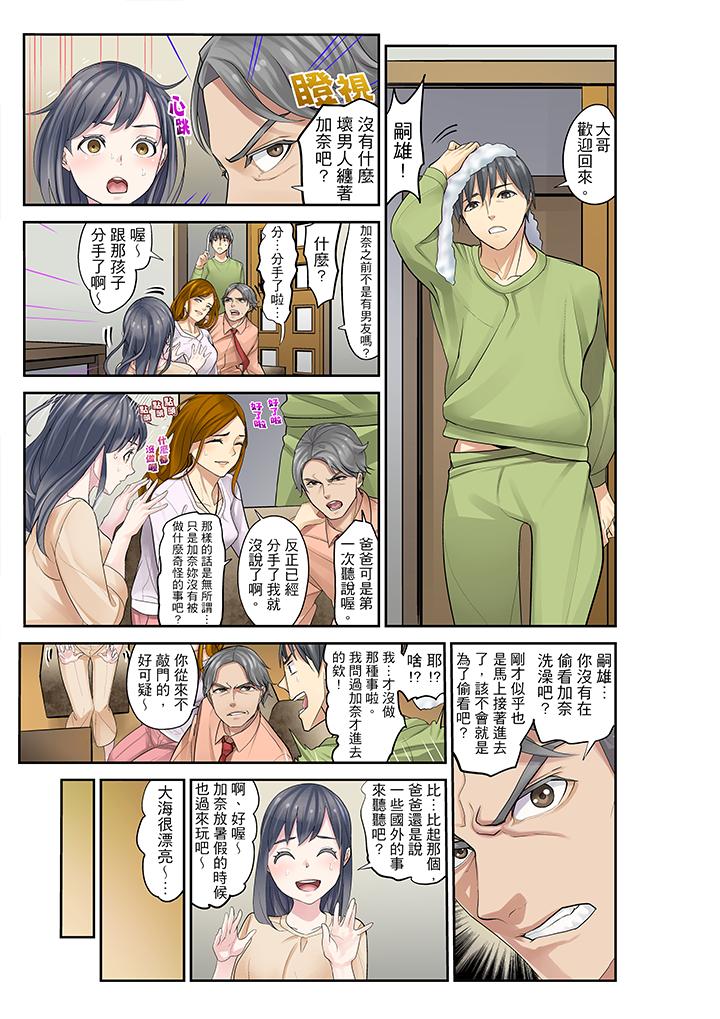 大哥
歡迎回來。
嗣雄！
瞪視
沒有什麼
壞男人纏著
加奈吧？
心跳
加奈之前不是有男友嗎？
什麼？
分…分手了啦…
喔～
跟那孩子
分手了啊～
好了啦
好了啦
點頭
點頭
什麼都
沒做喔
爸爸可是第
一次聽說喔。
反正已經
分手了我就
沒說了啊。
那樣的話是無所謂…
只是加奈妳沒有被
做什麼奇怪的事吧？
嗣雄…
你沒有在
偷看加奈
洗澡吧？
剛才似乎也
是馬上接著進去
了，該不會就是
為了偷看吧？
耶!?
啥!?
我…才沒做
那種事啦。
我問過加奈才進去
的欸！
你從來不
敲門的，
好可疑～
比…比起那個，
爸爸還是說
一些國外的事
來聽聽吧？
啊、好喔～
加奈放暑假的時候
也過來玩吧～
大海很漂亮～…